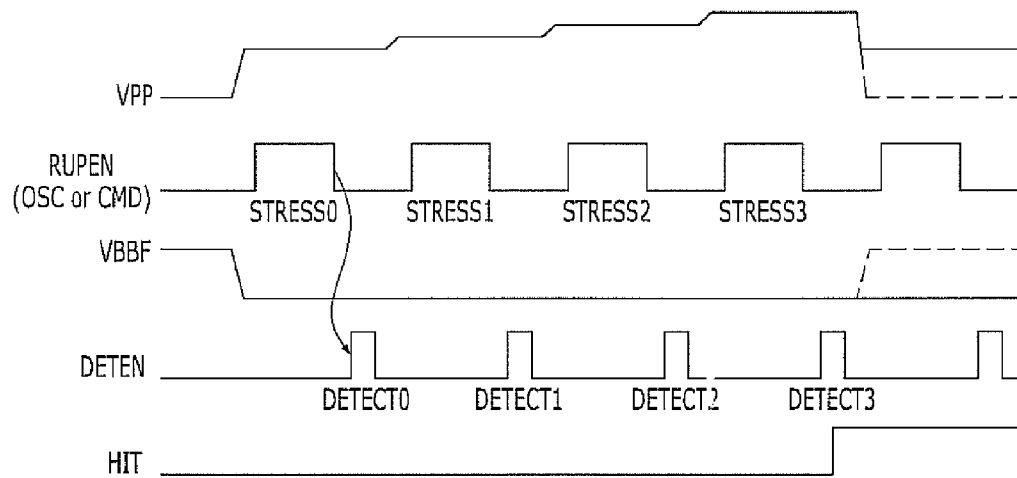 VPP
RUPEN
(OSC or CMD)
STRESS0
STRESS1
STRESS2
STRESS3
VBBF
DETEN
DETECT0
DETECT1
DETECT2
DETECT3
HIT